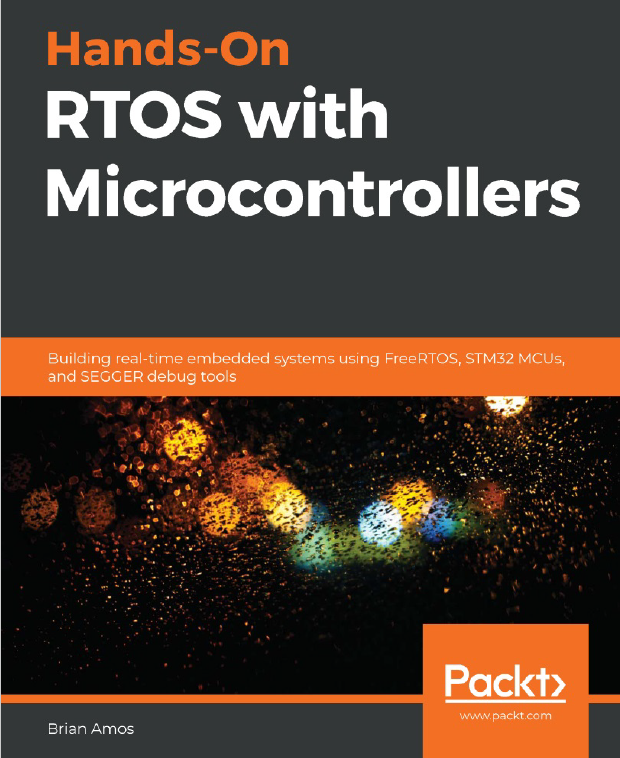 Hands-On
RTOS with
Microcontrollers
Building real-time embedded systems using FreeRTOS, STM32 MCUs,
and SEGGER debug tools
Packt>
www.packt.com
Brian Amos